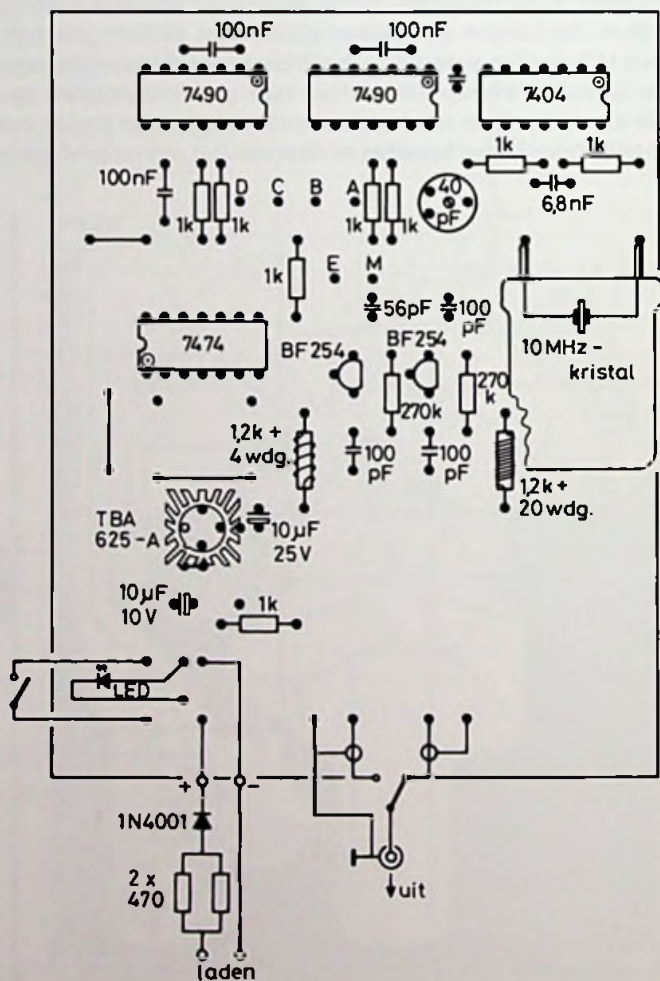 100nF
100nF
7490
7490
7404
1k
1k
6,8nF
100nF
1k
1k
D
C
B
A
1k
1k
40
pF
1k
E
M
56pF
100
pF
10MHz-
kristal
7474
BF254
BF254
270k
270
k
1,2k +
4 wdg.
100
pF
100
pF
1,2k +
20 wdg.
TBA
625-A
10µF
25V
10µF
10V
1k
LED
+
-
1N4001
2 x
470
uit
laden